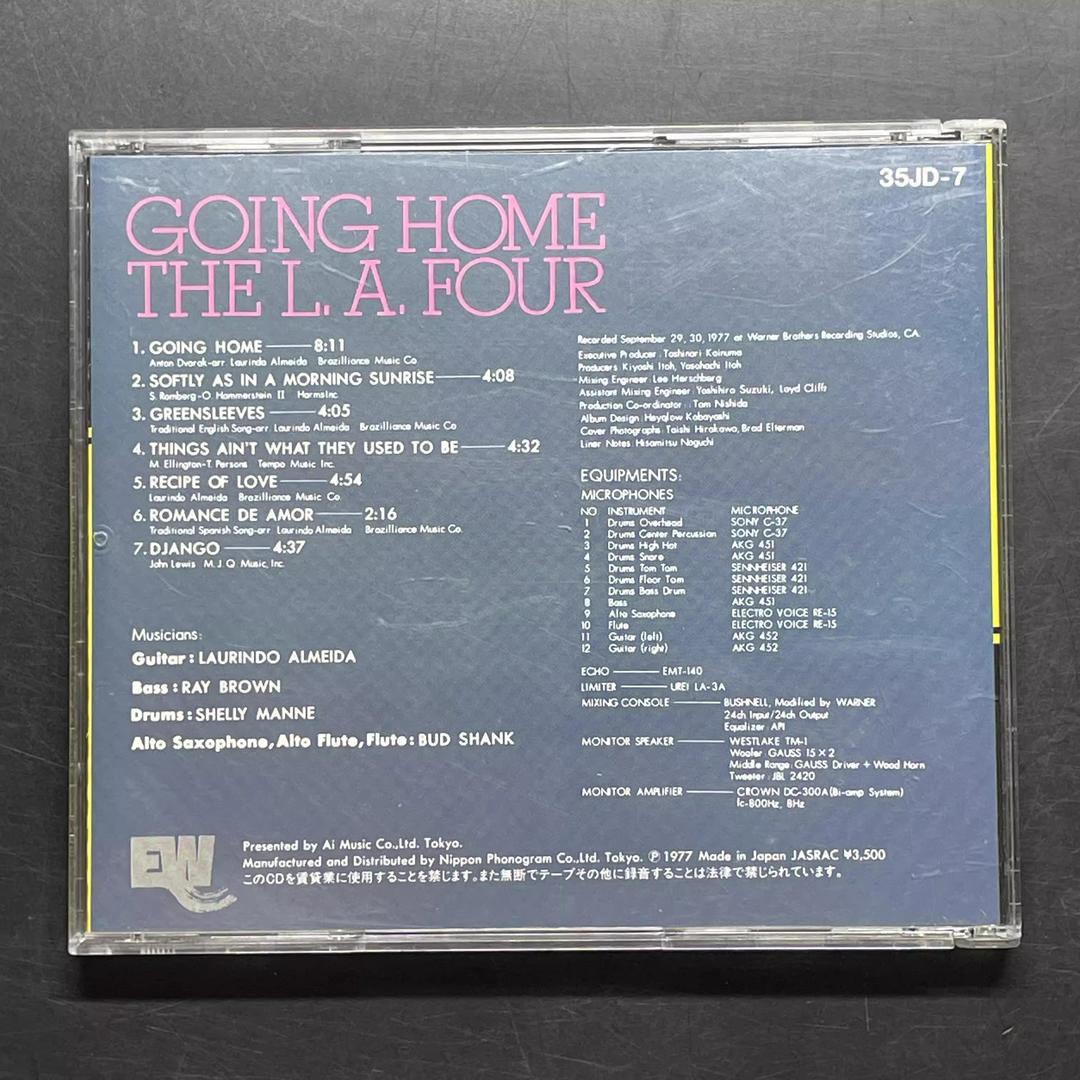 35JD-7
GOING HOME
THE L.A. FOUR
1. GOING HOME —— 8:11
Anton Dvorak-arr. Laurindo Almeida Brazilliance Music Co.
2. SOFTLY AS IN A MORNING SUNRISE —— 4:08
S. Romberg-O. Hammerstein II Harms Inc.
3. GREENSLEEVES —— 4:05
Traditional English Song-arr. Laurindo Almeida Brazilliance Music Co
4. THINGS AIN'T WHAT THEY USED TO BE —— 4:32
M. Ellington-T. Persons Tempo Music Inc.
5. RECIPE OF LOVE —— 4:54
Laurindo Almeida Brazilliance Music Co.
6. ROMANCE DE AMOR —— 2:16
Traditional Spanish Song-arr. Laurindo Almeida Brazilliance Music Co.
7. DJANGO —— 4:37
John Lewis M.J.Q. Music, Inc.
Musicians:
Guitar: LAURINDO ALMEIDA
Bass: RAY BROWN
Drums: SHELLY MANNE
Alto Saxophone, Alto Flute, Flute: BUD SHANK
Recorded September 29, 30, 1977 at Warner Brothers Recording Studios, CA.
Executive Producer: Toshinari Koinuma
Producers: Kiyoshi Itoh, Yasohachi Itoh
Mixing Engineer: Lee Herschberg
Assistant Mixing Engineer: Yoshihiro Suzuki, Loyd Clifft
Production Co-ordinator: Tom Nishida
Album Design: Heyqlow Kobayashi
Cover Photographs: Taishi Hirokawa, Brad Elterman
Liner Notes: Hisamitsu Noguchi
EQUIPMENTS:
MICROPHONES
NO INSTRUMENT MICROPHONE
1 Drums Overhead SONY C-37
2 Drums Center Percussion SONY C-37
3 Drums High Hat AKG 451
4 Drums Snare AKG 451
5 Drums Tom Tom SENNHEISER 421
6 Drums Floor Tom SENNHEISER 421
7 Drums Bass Drum SENNHEISER 421
8 Bass AKG 451
9 Alto Saxophone ELECTRO VOICE RE-15
10 Flute ELECTRO VOICE RE-15
11 Guitar (left) AKG 452
12 Guitar (right) AKG 452
ECHO —— EMT-140
LIMITER —— UREI LA-3A
MIXING CONSOLE —— BUSHNELL, Modified by WARNER
24ch Input/24ch Output
Equalizer: API
MONITOR SPEAKER —— WESTLAKE TM-1
Woofer: GAUSS 15×2
Middle Range: GAUSS Driver + Wood Horn
Tweeter: JBL 2420
MONITOR AMPLIFIER —— CROWN DC-300A (Bi-amp System)
lc-800Hz, 8Hz
EW
Presented by Ai Music Co., Ltd. Tokyo.
Manufactured and Distributed by Nippon Phonogram Co., Ltd. Tokyo. ℗ 1977 Made in Japan JASRAC ¥3,500
このCDを賃貸業に使用することを禁じます。また無断でテープその他に録音することは法律で禁じられています。